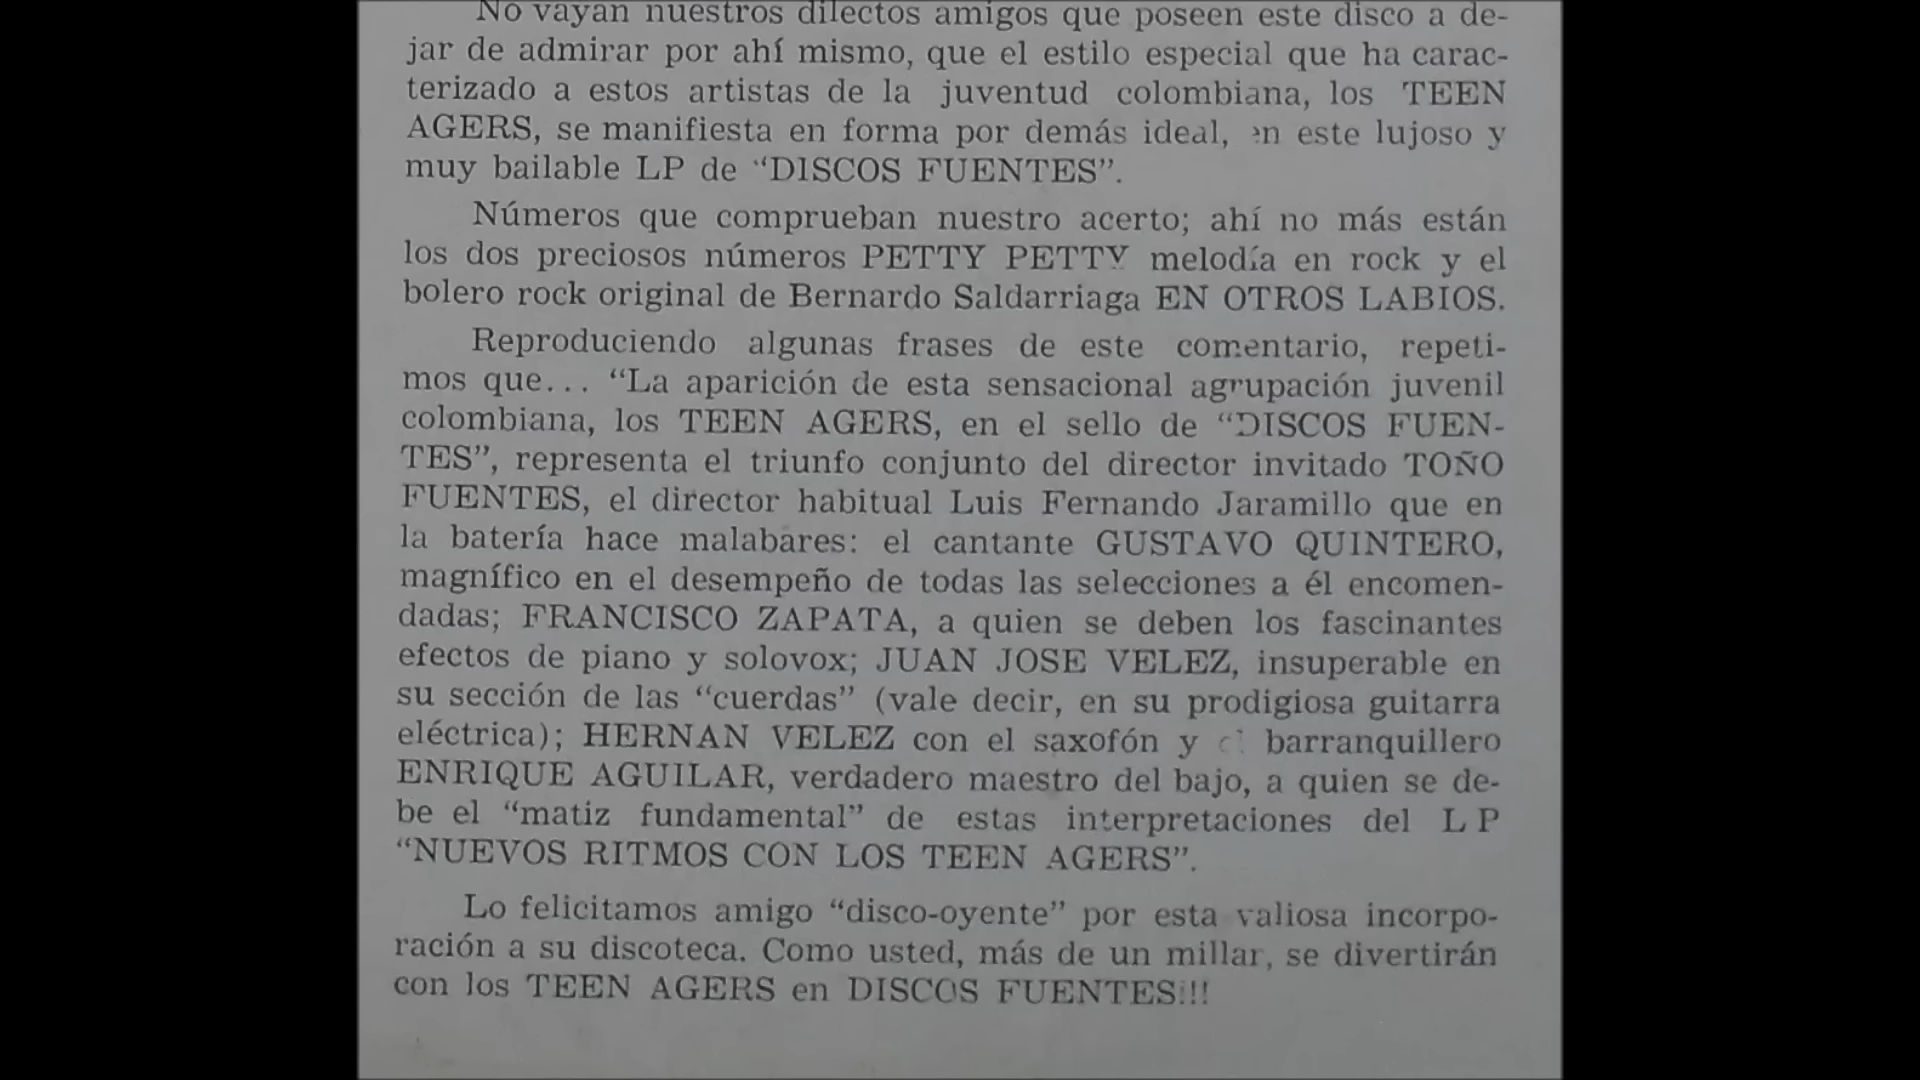 No vayan nuestros dilectos amigos que poseen este disco a de-
jar de admirar por ahí mismo, que el estilo especial que ha carac-
terizado a estos artistas de la juventud colombiana, los TEEN
AGERS, se manifiesta en forma por demás ideal, en este lujoso y
muy bailable LP de "DISCOS FUENTES".
Números que comprueban nuestro acerto; ahí no más están
los dos preciosos números PETTY PETTY melodía en rock y el
bolero rock original de Bernardo Saldarriaga EN OTROS LABIOS.
Reproduciendo algunas frases de este comentario, repeti-
mos que... "La aparición de esta sensacional agrupación juvenil
colombiana, los TEEN AGERS, en el sello de "DISCOS FUEN-
TES", representa el triunfo conjunto del director invitado TOÑO
FUENTES, el director habitual Luis Fernando Jaramillo que en
la batería hace malabares: el cantante GUSTAVO QUINTERO,
magnífico en el desempeño de todas las selecciones a él encomen-
dadas; FRANCISCO ZAPATA, a quien se deben los fascinantes
efectos de piano y solovox; JUAN JOSE VELEZ, insuperable en
su sección de las "cuerdas" (vale decir, en su prodigiosa guitarra
eléctrica); HERNAN VELEZ con el saxofón y el barranquillero
ENRIQUE AGUILAR, verdadero maestro del bajo, a quien se de-
be el "matiz fundamental" de estas interpretaciones del L P
"NUEVOS RITMOS CON LOS TEEN AGERS".
Lo felicitamos amigo "disco-oyente" por esta valiosa incorpo-
ración a su discoteca. Como usted, más de un millar, se divertirán
con los TEEN AGERS en DISCOS FUENTES!!!